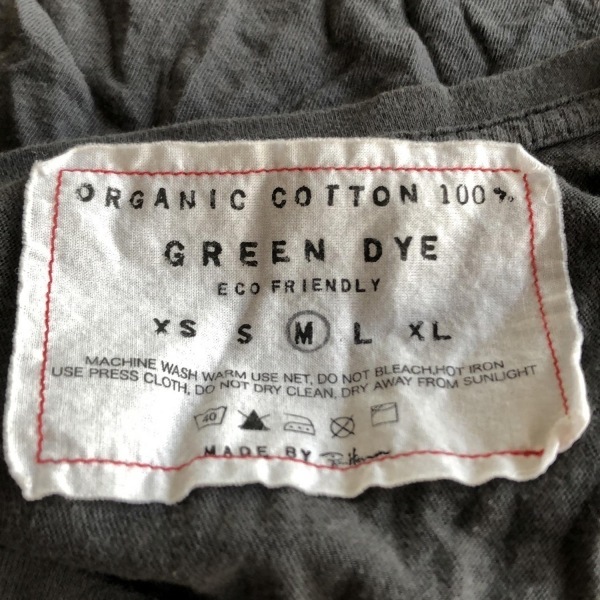 ORGANIC COTTON 100%
GREEN DYE
ECO FRIENDLY
XS S M L XL
MACHINE WASH WARM USE NET, DO NOT BLEACH,HOT IRON
USE PRESS CLOTH, DO NOT DRY CLEAN, DRY AWAY FROM SUNLIGHT
40
MADE BY